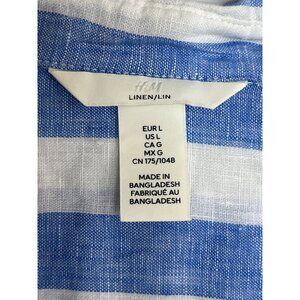 H&M
LINEN/LIN
EUR L
US L
CA G
MX G
CN 175/104B
MADE IN
BANGLADESH
FABRIQUÉ AU
BANGLADESH